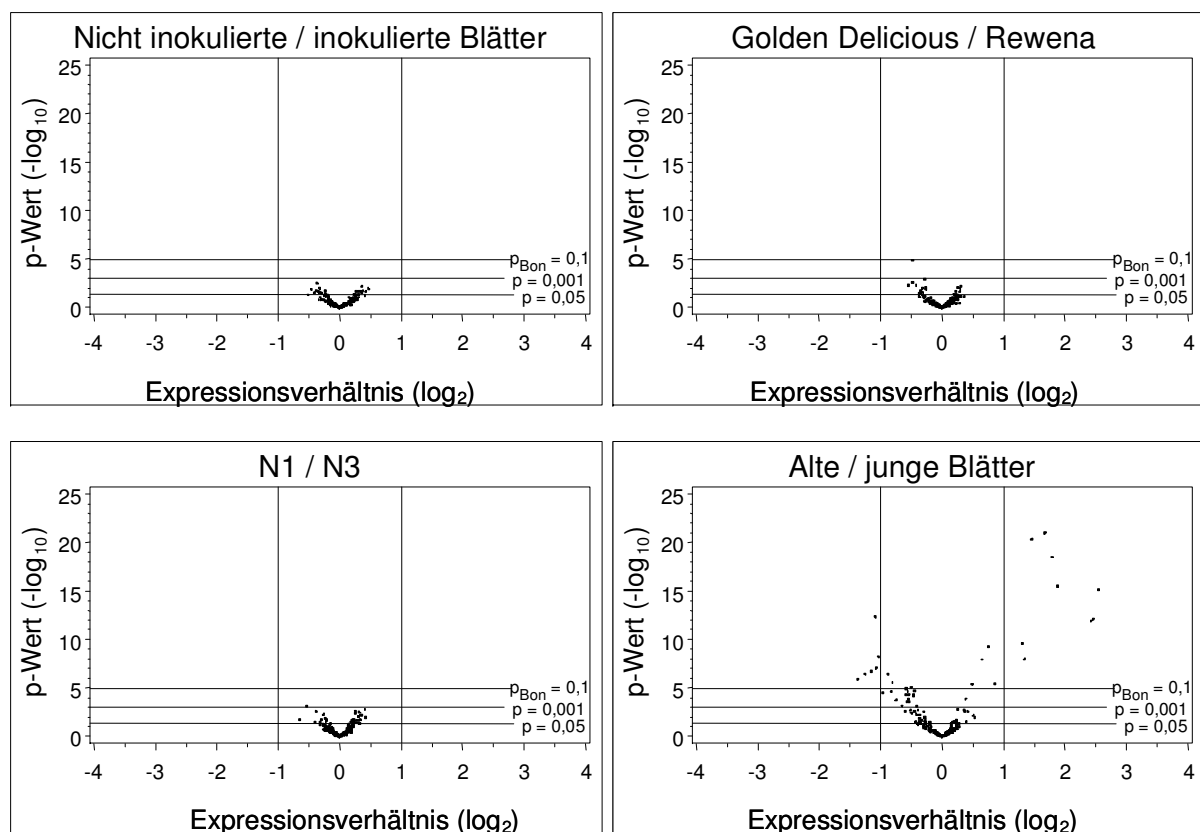 Nicht inokulierte / inokulierte Blätter
25
20
15
10
5
0
p-Wert (-log10)
pBon = 0,1
p = 0,001
p = 0,05
-4 -3 -2 -1 0 1 2 3 4
Expressionsverhältnis (log2)
Golden Delicious / Rewena
25
20
15
10
5
0
p-Wert (-log10)
pBon = 0,1
p = 0,001
p = 0,05
-4 -3 -2 -1 0 1 2 3 4
Expressionsverhältnis (log2)
N1 / N3
25
20
15
10
5
0
p-Wert (-log10)
pBon = 0,1
p = 0,001
p = 0,05
-4 -3 -2 -1 0 1 2 3 4
Expressionsverhältnis (log2)
Alte / junge Blätter
25
20
15
10
5
0
p-Wert (-log10)
pBon = 0,1
p = 0,001
p = 0,05
-4 -3 -2 -1 0 1 2 3 4
Expressionsverhältnis (log2)